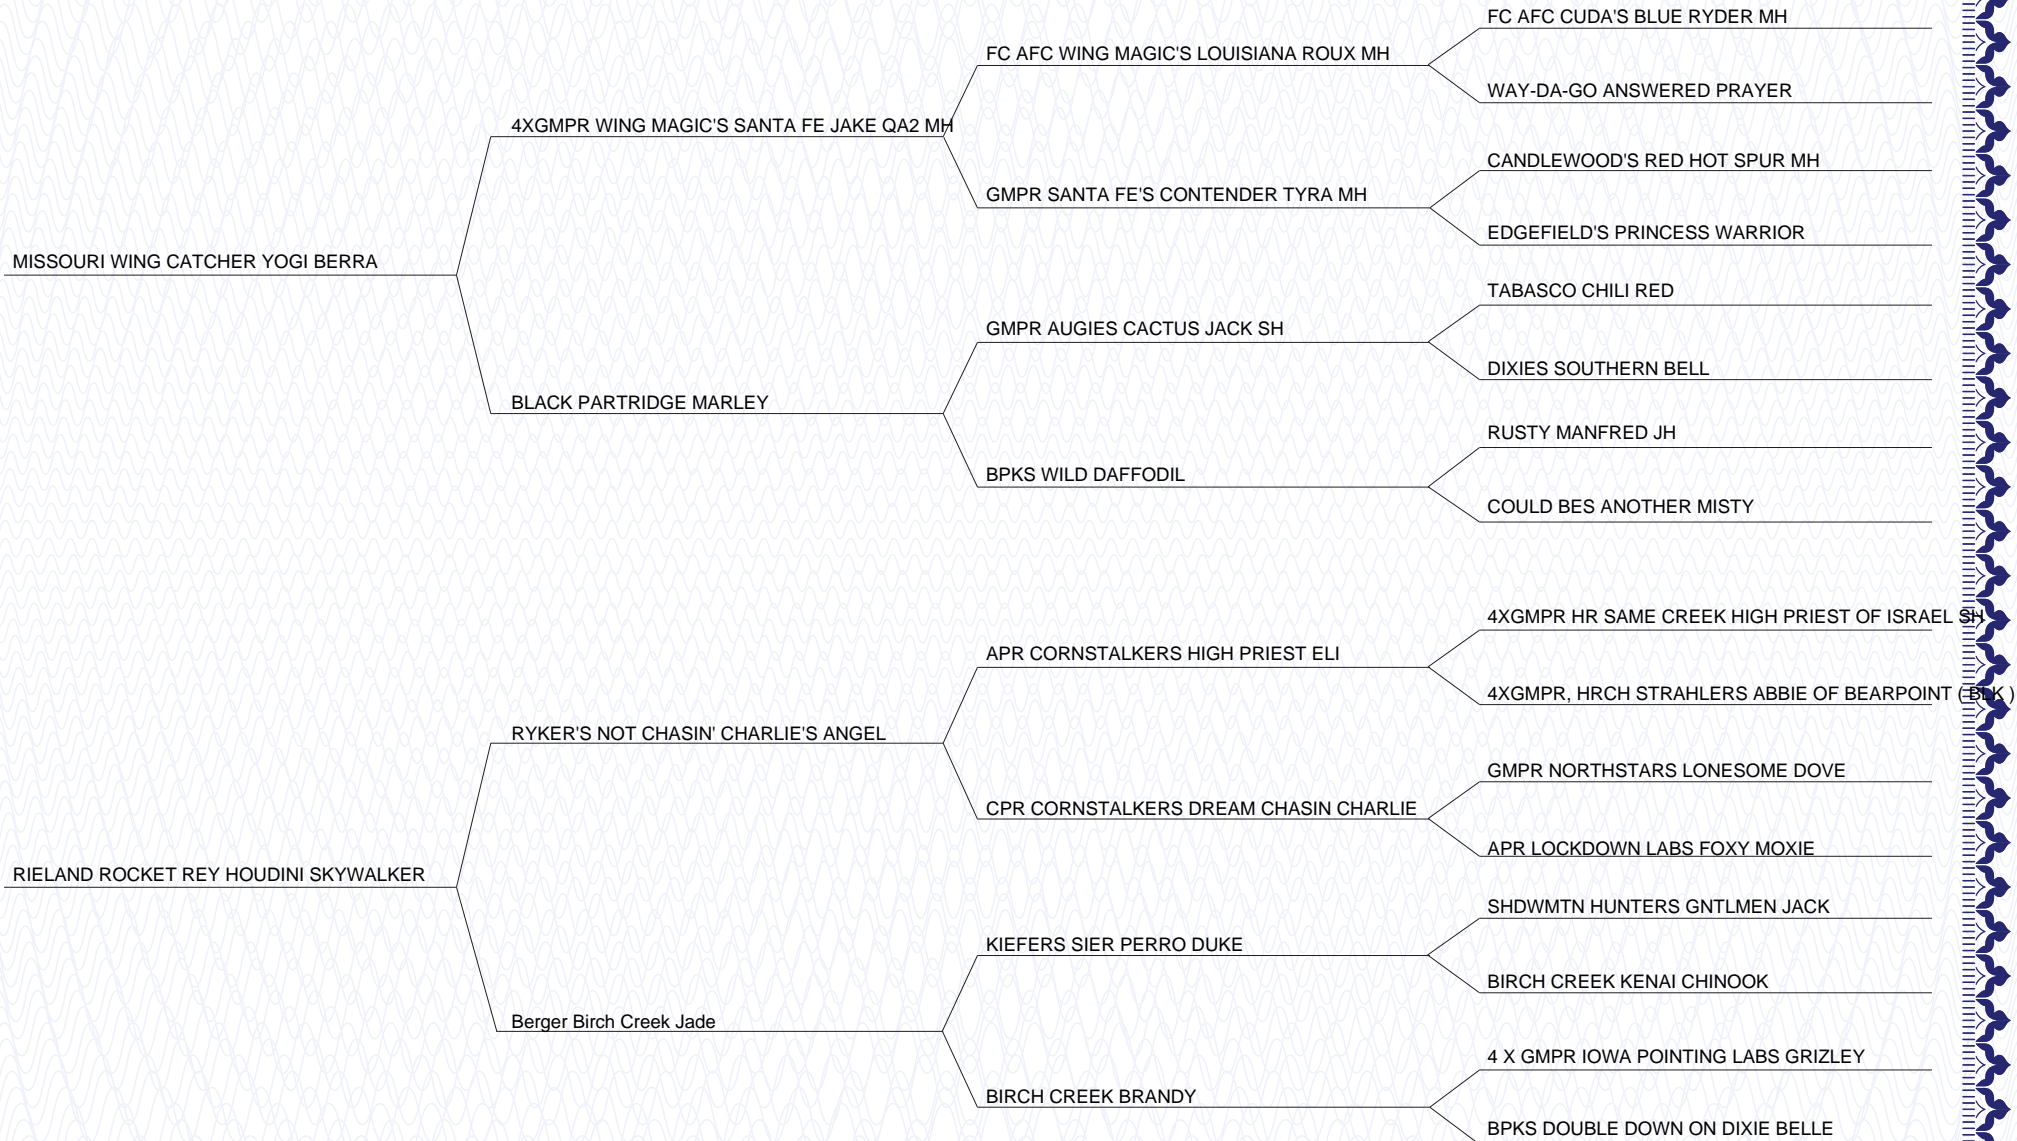 FC AFC CUDA'S BLUE RYDER MH
FC AFC WING MAGIC'S LOUISIANA ROUX MH
WAY-DA-GO ANSWERED PRAYER
4XGMPR WING MAGIC'S SANTA FE JAKE QA2 MH
CANDLEWOOD'S RED HOT SPUR MH
GMPR SANTA FE'S CONTENDER TYRA MH
EDGEFIELD'S PRINCESS WARRIOR
MISSOURI WING CATCHER YOGI BERRA
TABASCO CHILI RED
GMPR AUGIES CACTUS JACK SH
DIXIES SOUTHERN BELL
BLACK PARTRIDGE MARLEY
RUSTY MANFRED JH
BPKS WILD DAFFODIL
COULD BES ANOTHER MISTY
4XGMPR HR SAME CREEK HIGH PRIEST OF ISRAEL SH
APR CORNSTALKERS HIGH PRIEST ELI
4XGMPR, HRCH STRAHLERS ABBIE OF BEARPOINT ( BLK )
RYKER'S NOT CHASIN' CHARLIE'S ANGEL
GMPR NORTHSTARS LONESOME DOVE
CPR CORNSTALKERS DREAM CHASIN CHARLIE
APR LOCKDOWN LABS FOXY MOXIE
RIELAND ROCKET REY HOUDINI SKYWALKER
SHDWMTN HUNTERS GNTLMEN JACK
KIEFERS SIER PERRO DUKE
BIRCH CREEK KENAI CHINOOK
Berger Birch Creek Jade
4 X GMPR IOWA POINTING LABS GRIZLEY
BIRCH CREEK BRANDY
BPKS DOUBLE DOWN ON DIXIE BELLE